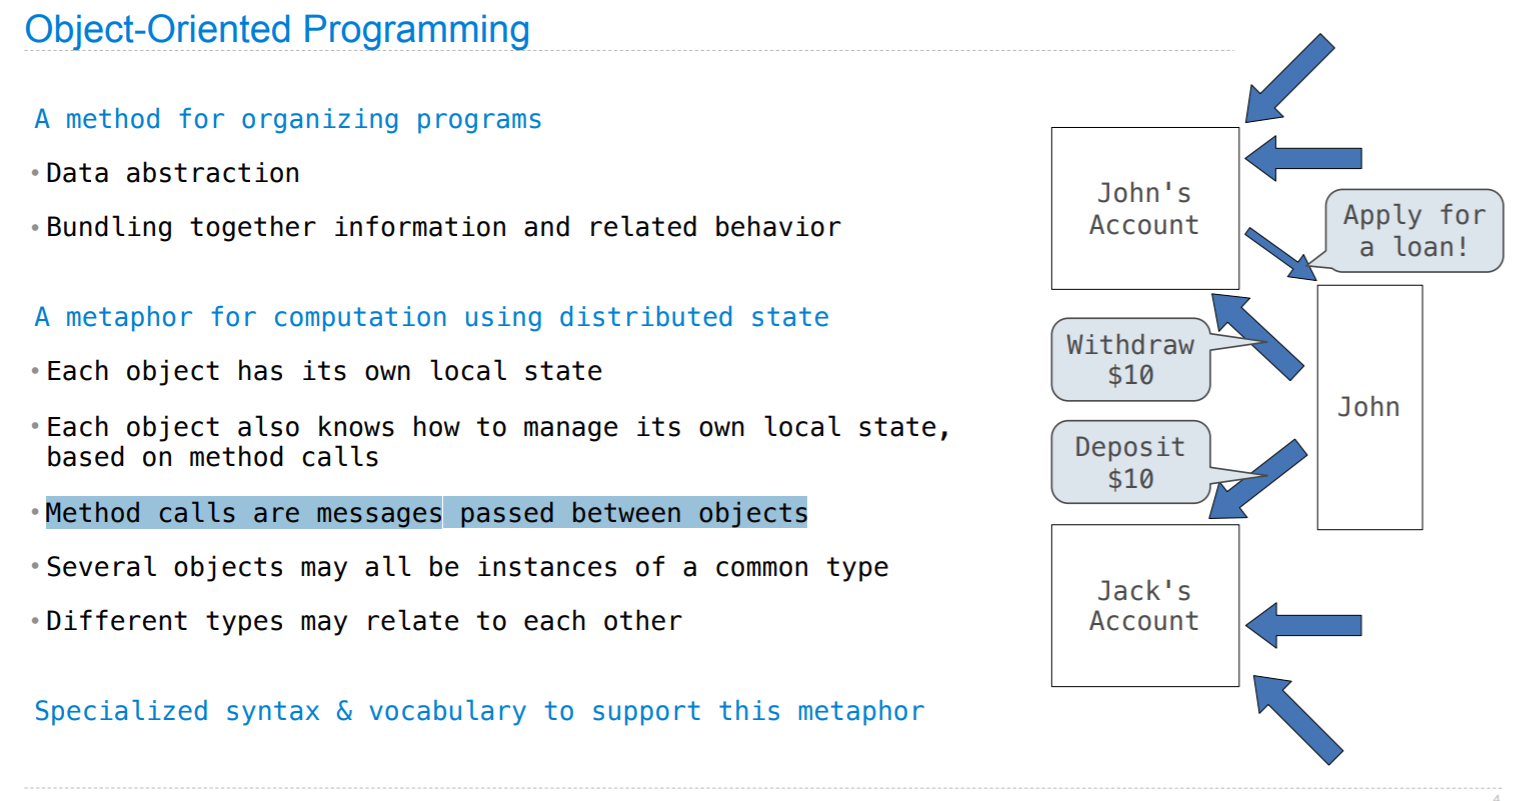 Object-Oriented Programming
A method for organizing programs
• Data abstraction
• Bundling together information and related behavior
A metaphor for computation using distributed state
• Each object has its own local state
• Each object also knows how to manage its own local state,
based on method calls
• Method calls are messages passed between objects
• Several objects may all be instances of a common type
• Different types may relate to each other
Specialized syntax & vocabulary to support this metaphor
John's
Account
Apply for
a loan!
Withdraw
$10
John
Deposit
$10
Jack's
Account
4